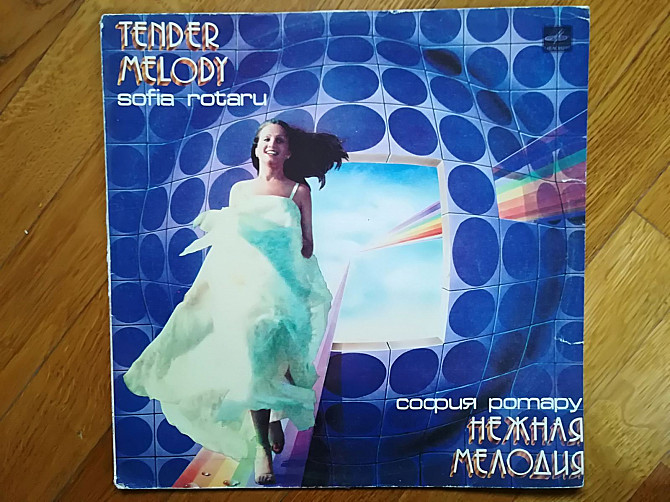 TENDER
MELODY
sofia rotaru
софия ротару
НЕЖНАЯ
МЕЛОДИЯ